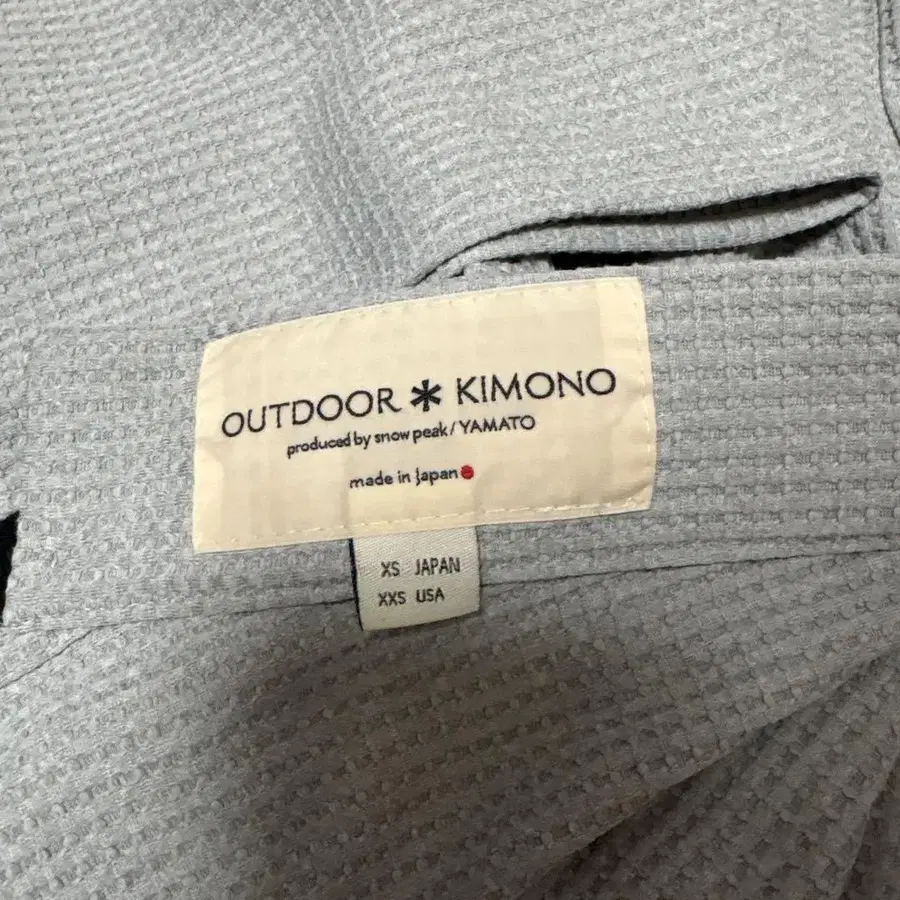 OUTDOOR * KIMONO
produced by snow peak / YAMATO
made in Japan
XS JAPAN
XXS USA